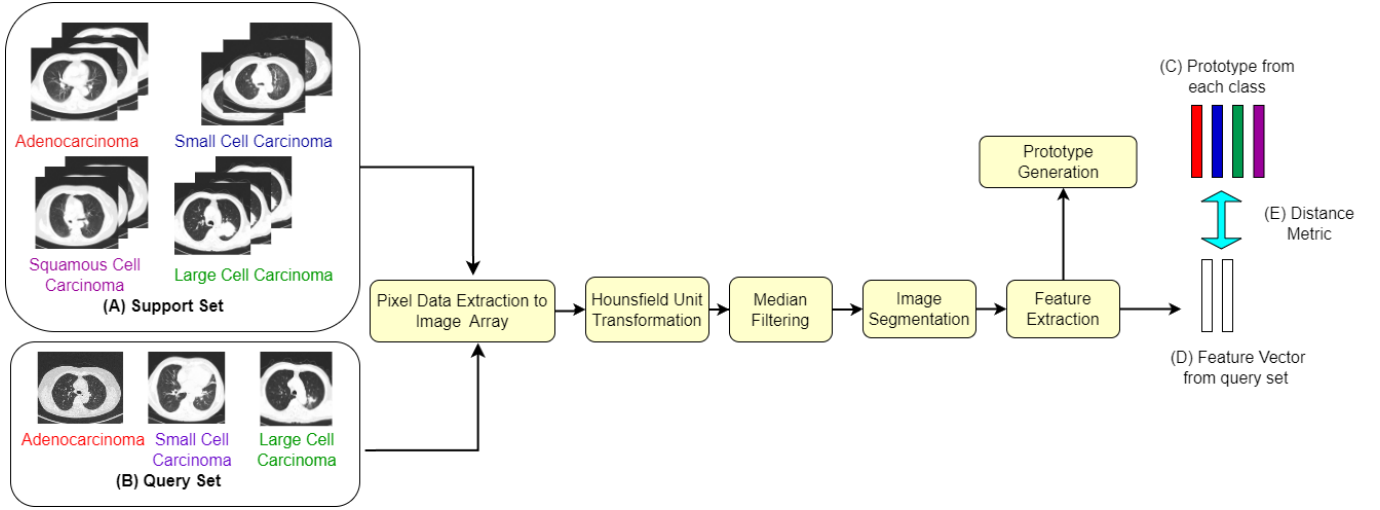 Adenocarcinoma
Small Cell Carcinoma
Squamous Cell
Carcinoma
Large Cell Carcinoma
(A) Support Set
Adenocarcinoma
Small Cell
Carcinoma
Large Cell
Carcinoma
(B) Query Set
Pixel Data Extraction to
Image Array
Hounsfield Unit
Transformation
Median
Filtering
Image
Segmentation
Feature
Extraction
Prototype
Generation
(C) Prototype from
each class
(E) Distance
Metric
(D) Feature Vector
from query set